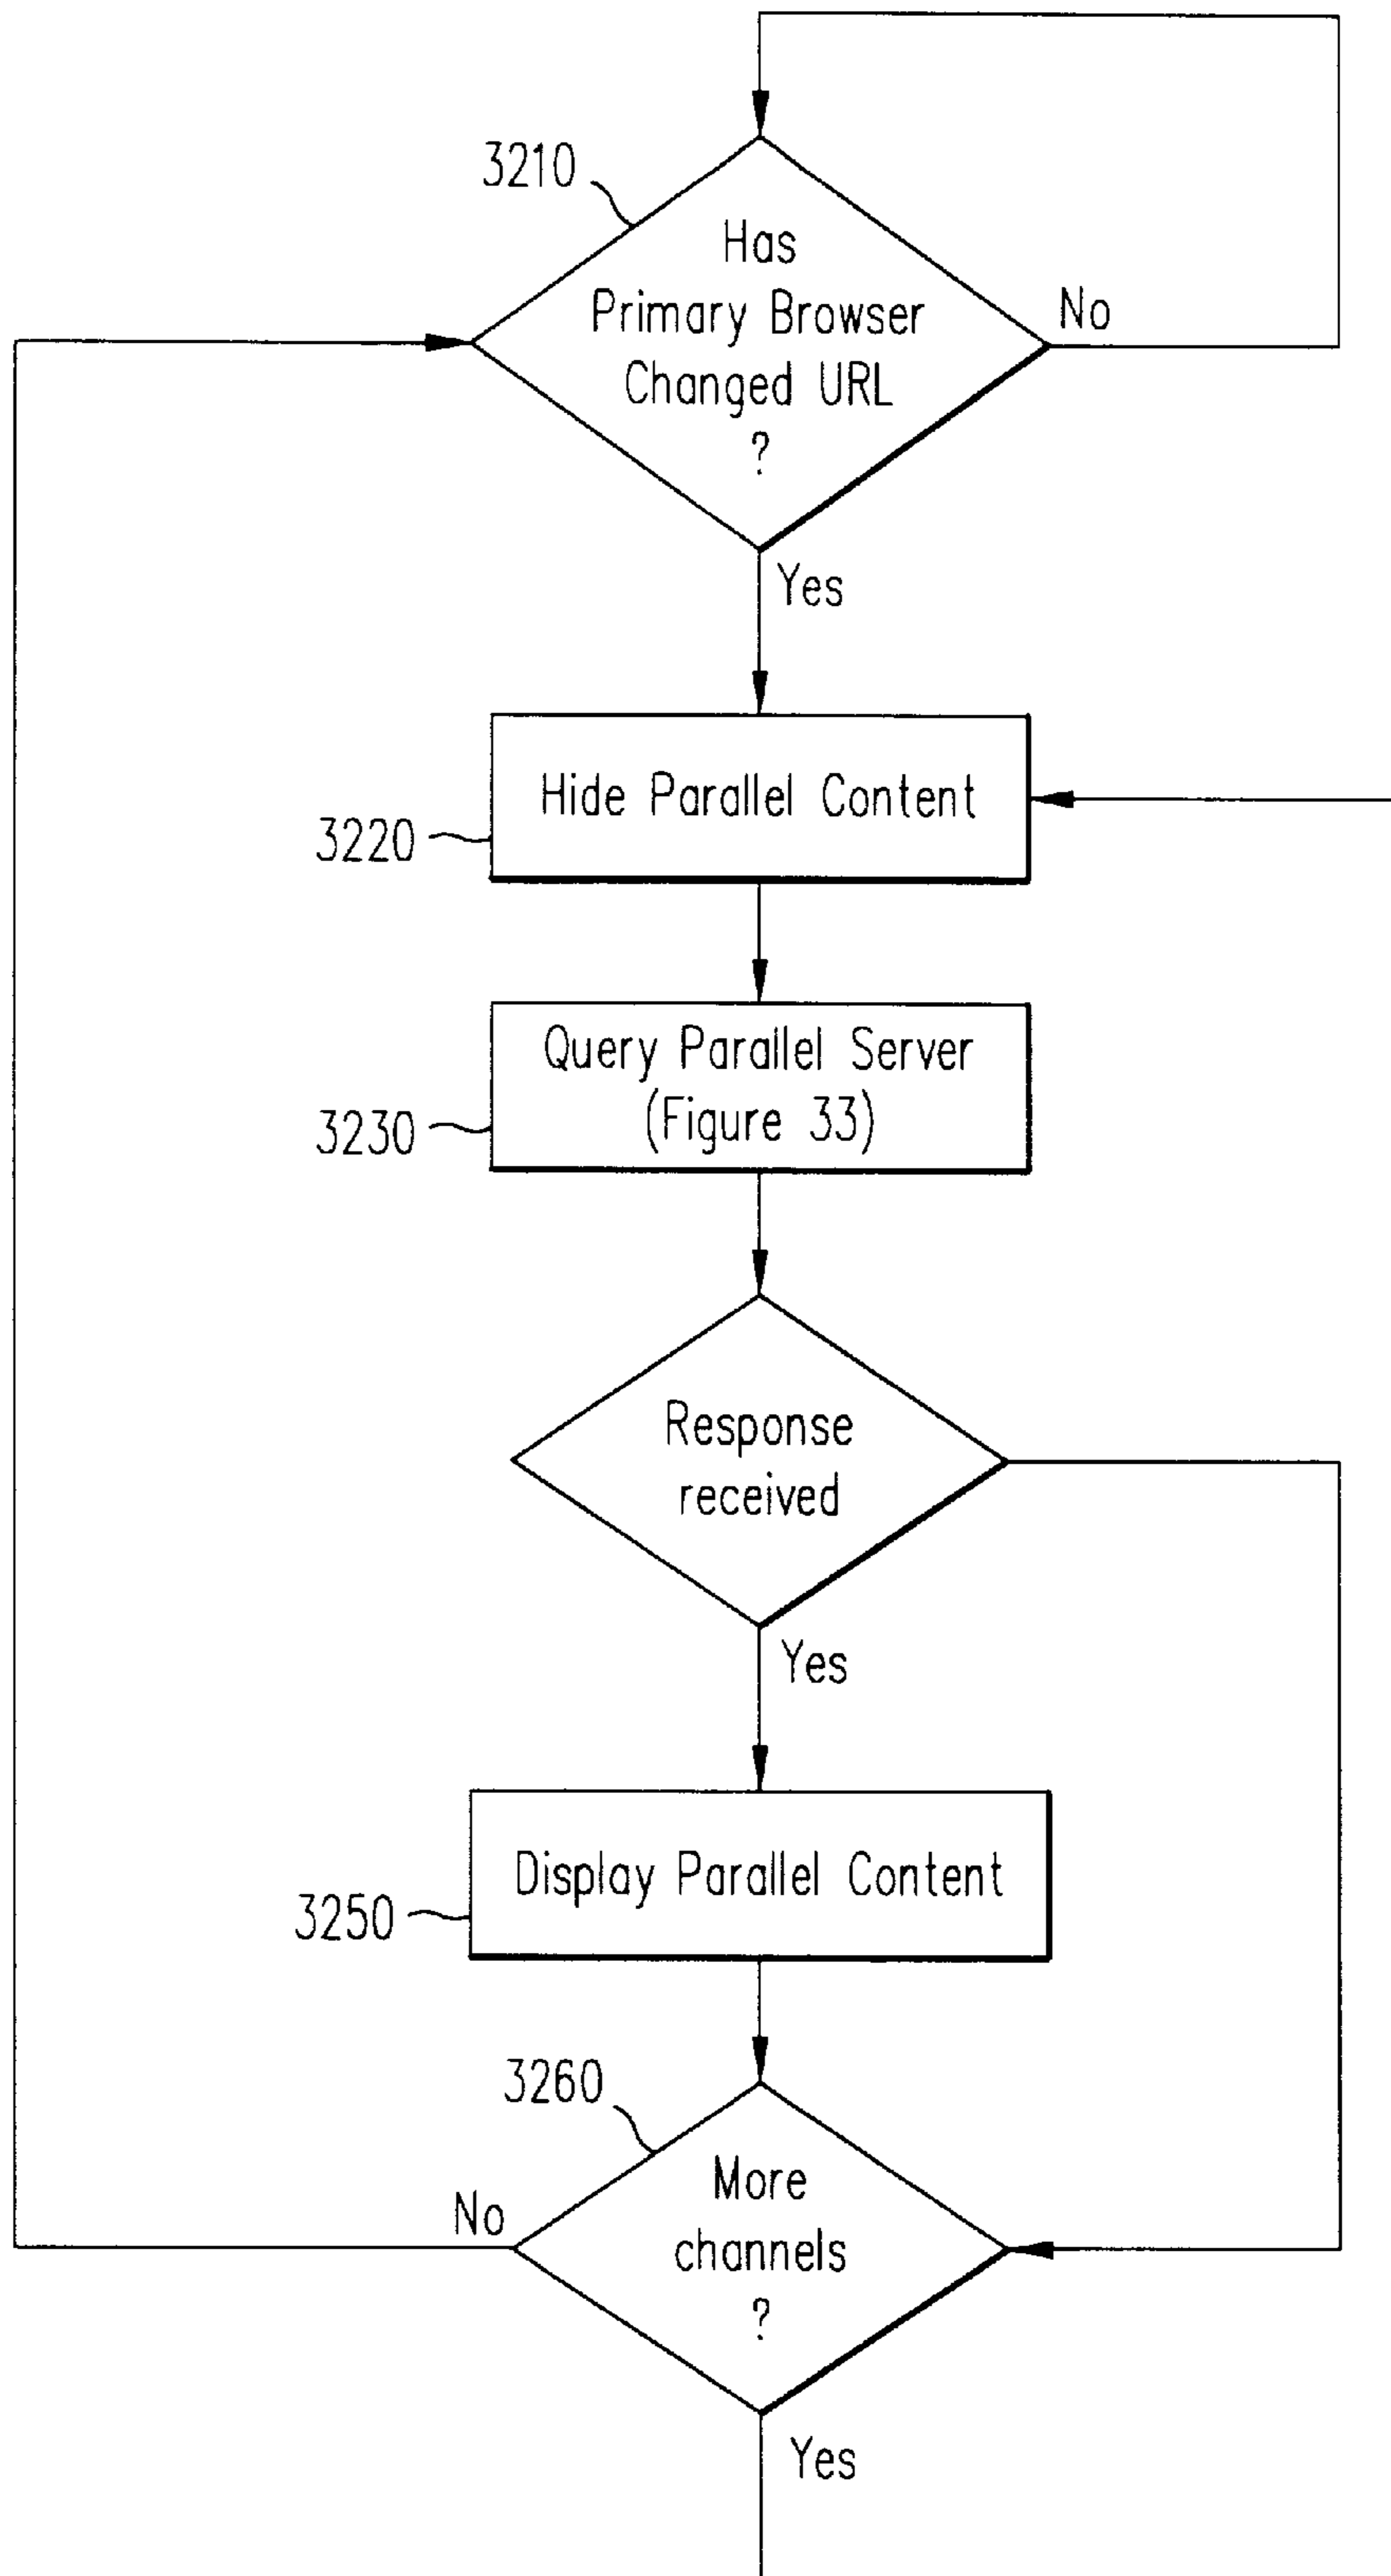 3210
Has
Primary Browser
Changed URL
?
No
Yes
Hide Parallel Content
3220
Query Parallel Server
(Figure 33)
3230
Response
received
Yes
Display Parallel Content
3250
3260
More
channels
?
No
Yes